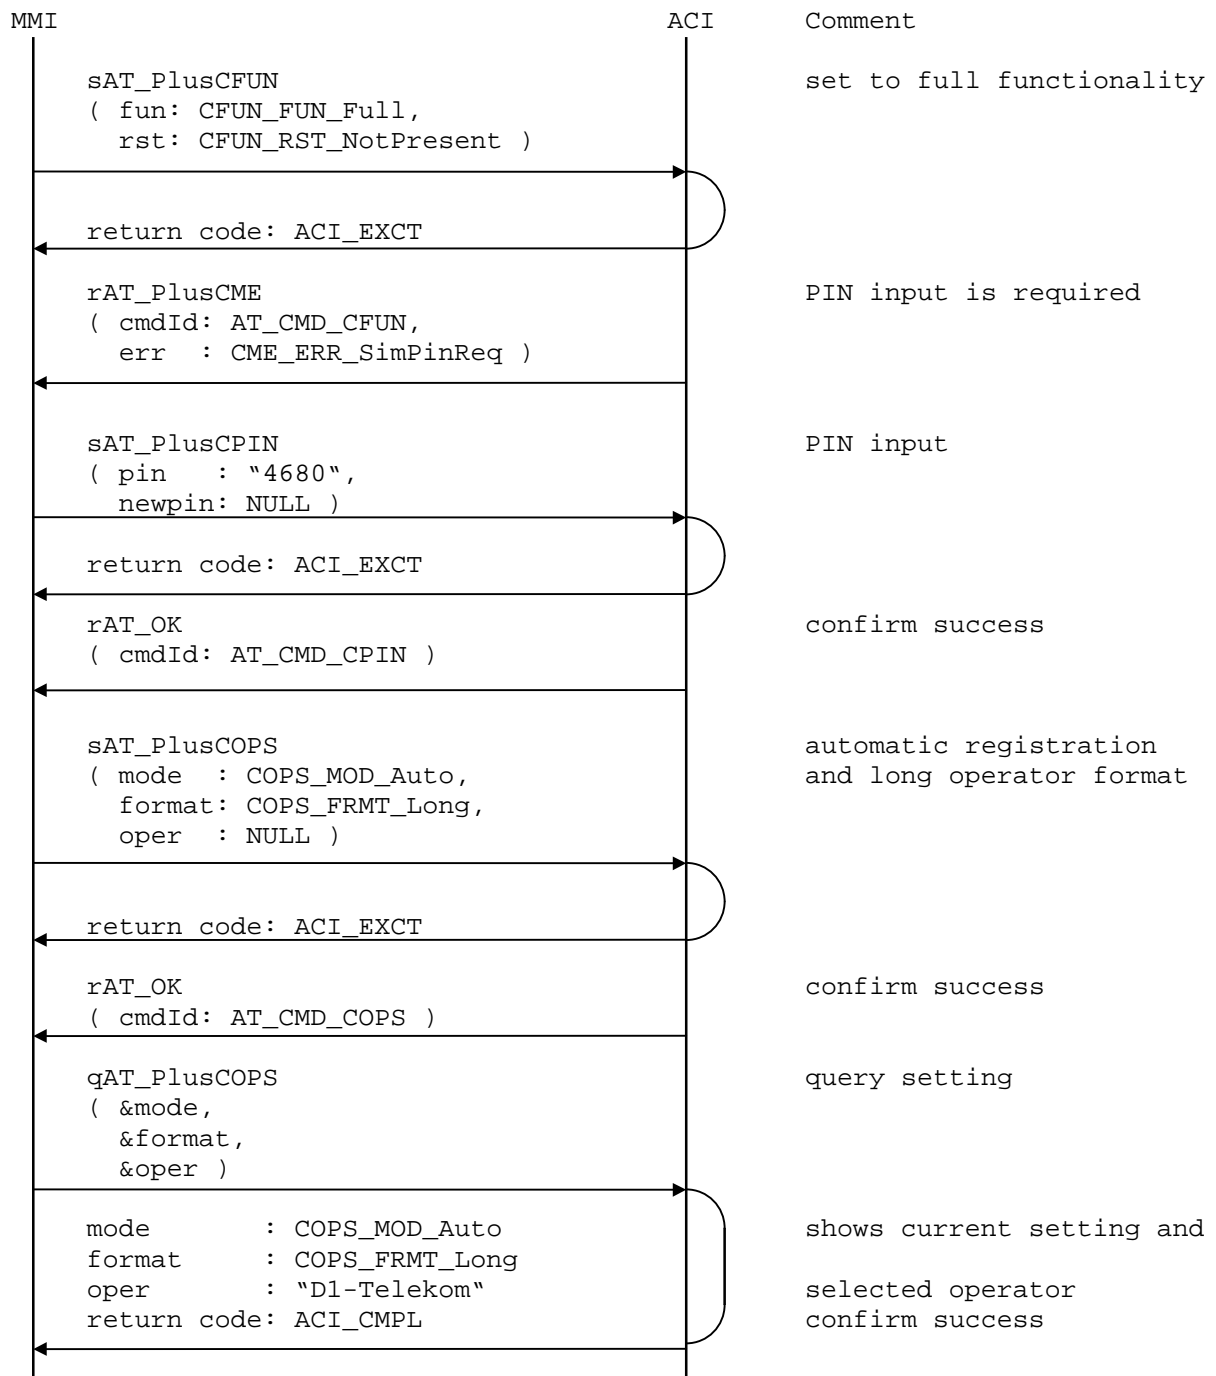 MMI ACI Comment
sAT_PlusCFUN set to full functionality
( fun: CFUN_FUN_Full,
rst: CFUN_RST_NotPresent )
return code: ACI_EXCT
rAT_PlusCME PIN input is required
( cmdId: AT_CMD_CFUN,
err : CME_ERR_SimPinReq )
sAT_PlusCPIN PIN input
( pin : “4680“,
newpin: NULL )
return code: ACI_EXCT
rAT_OK confirm success
( cmdId: AT_CMD_CPIN )
sAT_PlusCOPS automatic registration
( mode : COPS_MOD_Auto, and long operator format
format: COPS_FRMT_Long,
oper : NULL )
return code: ACI_EXCT
rAT_OK confirm success
( cmdId: AT_CMD_COPS )
qAT_PlusCOPS query setting
( &mode,
&format,
&oper )
mode : COPS_MOD_Auto shows current setting and
format : COPS_FRMT_Long
oper : “D1-Telekom“ selected operator
return code: ACI_CMPL confirm success